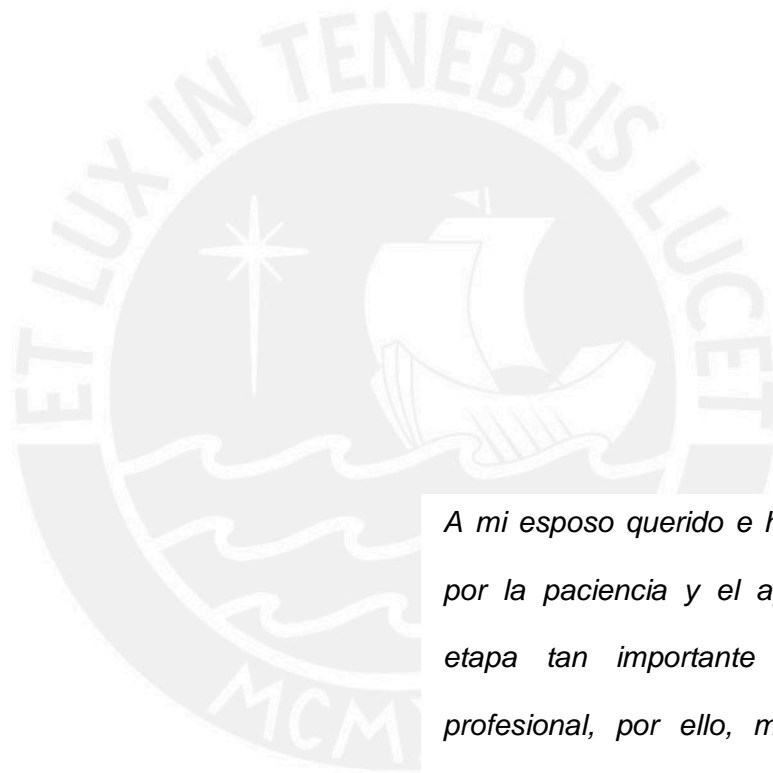 ET LUX IN TENEBRIS LUCET
A mi esposo querido e h
por la paciencia y el a
etapa tan importante
profesional, por ello, m
MCM